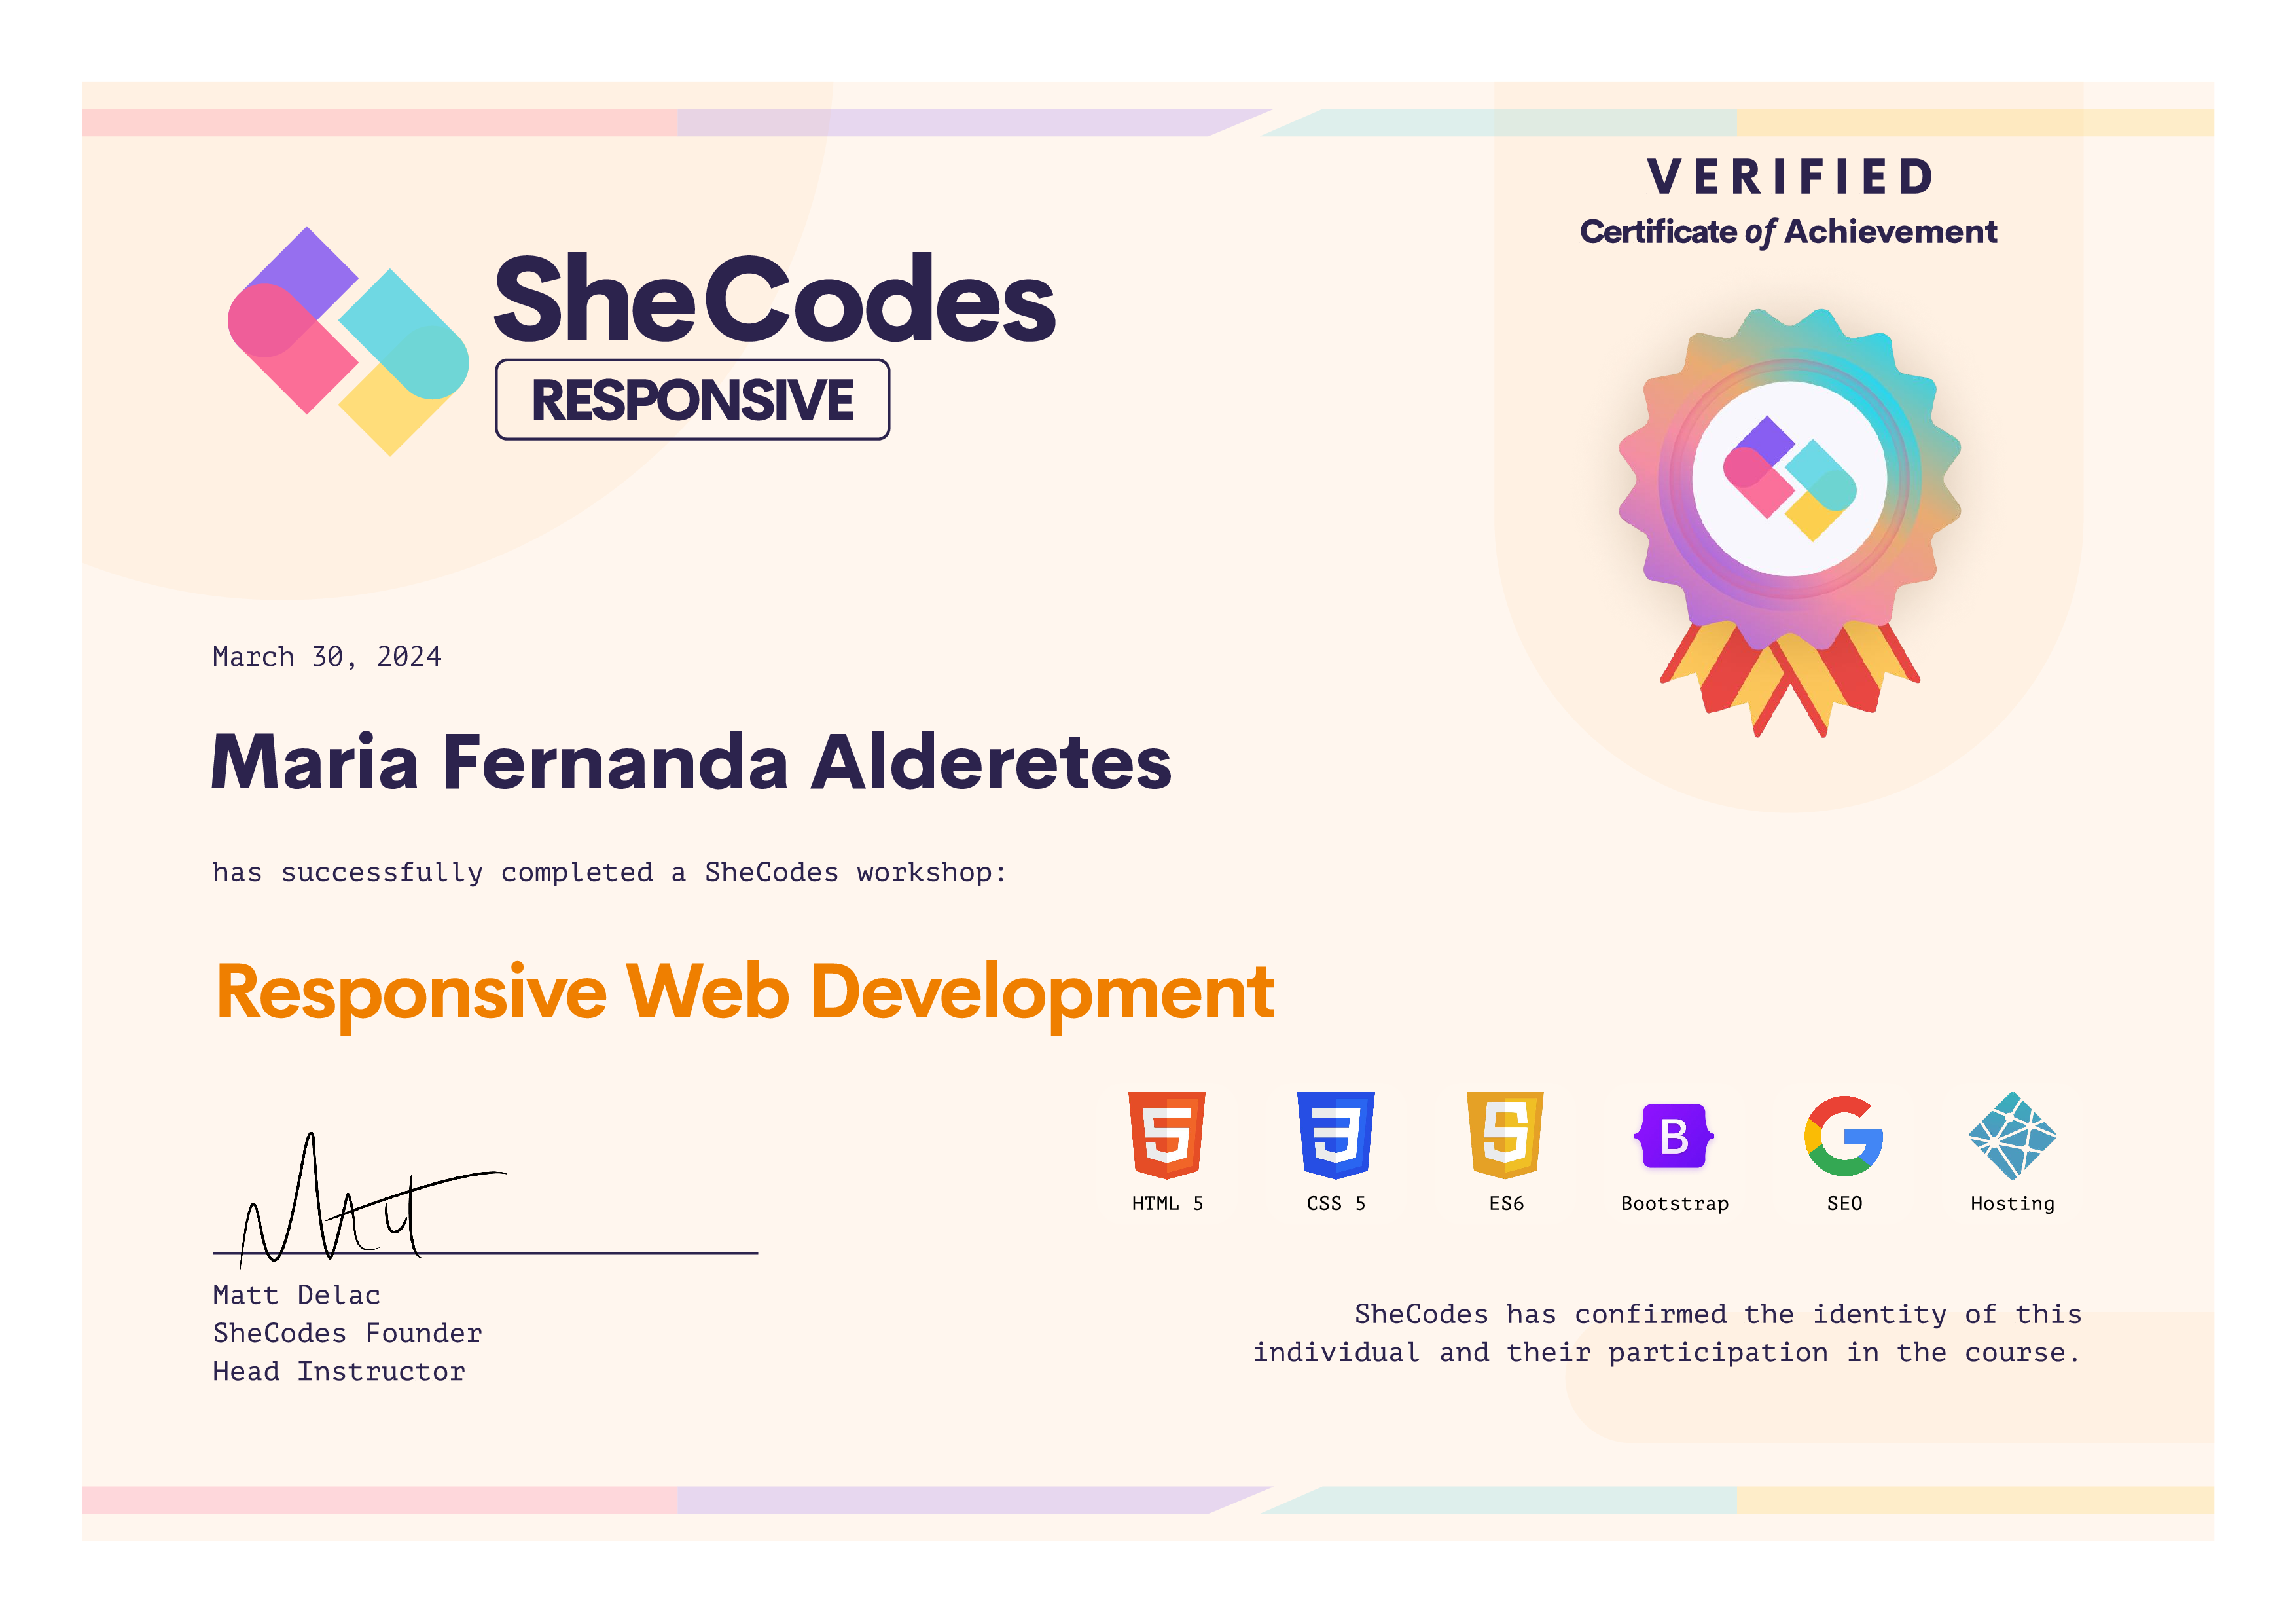 VERIFIED
Certificate of Achievement
SheCodes
RESPONSIVE
March 30, 2024
Maria Fernanda Alderetes
has successfully completed a SheCodes workshop:
Responsive Web Development
HTML 5
CSS 5
ES6
B
Bootstrap
SEO
Hosting
Matt
Matt Delac
SheCodes Founder
Head Instructor
SheCodes has confirmed the identity of this
individual and their participation in the course.